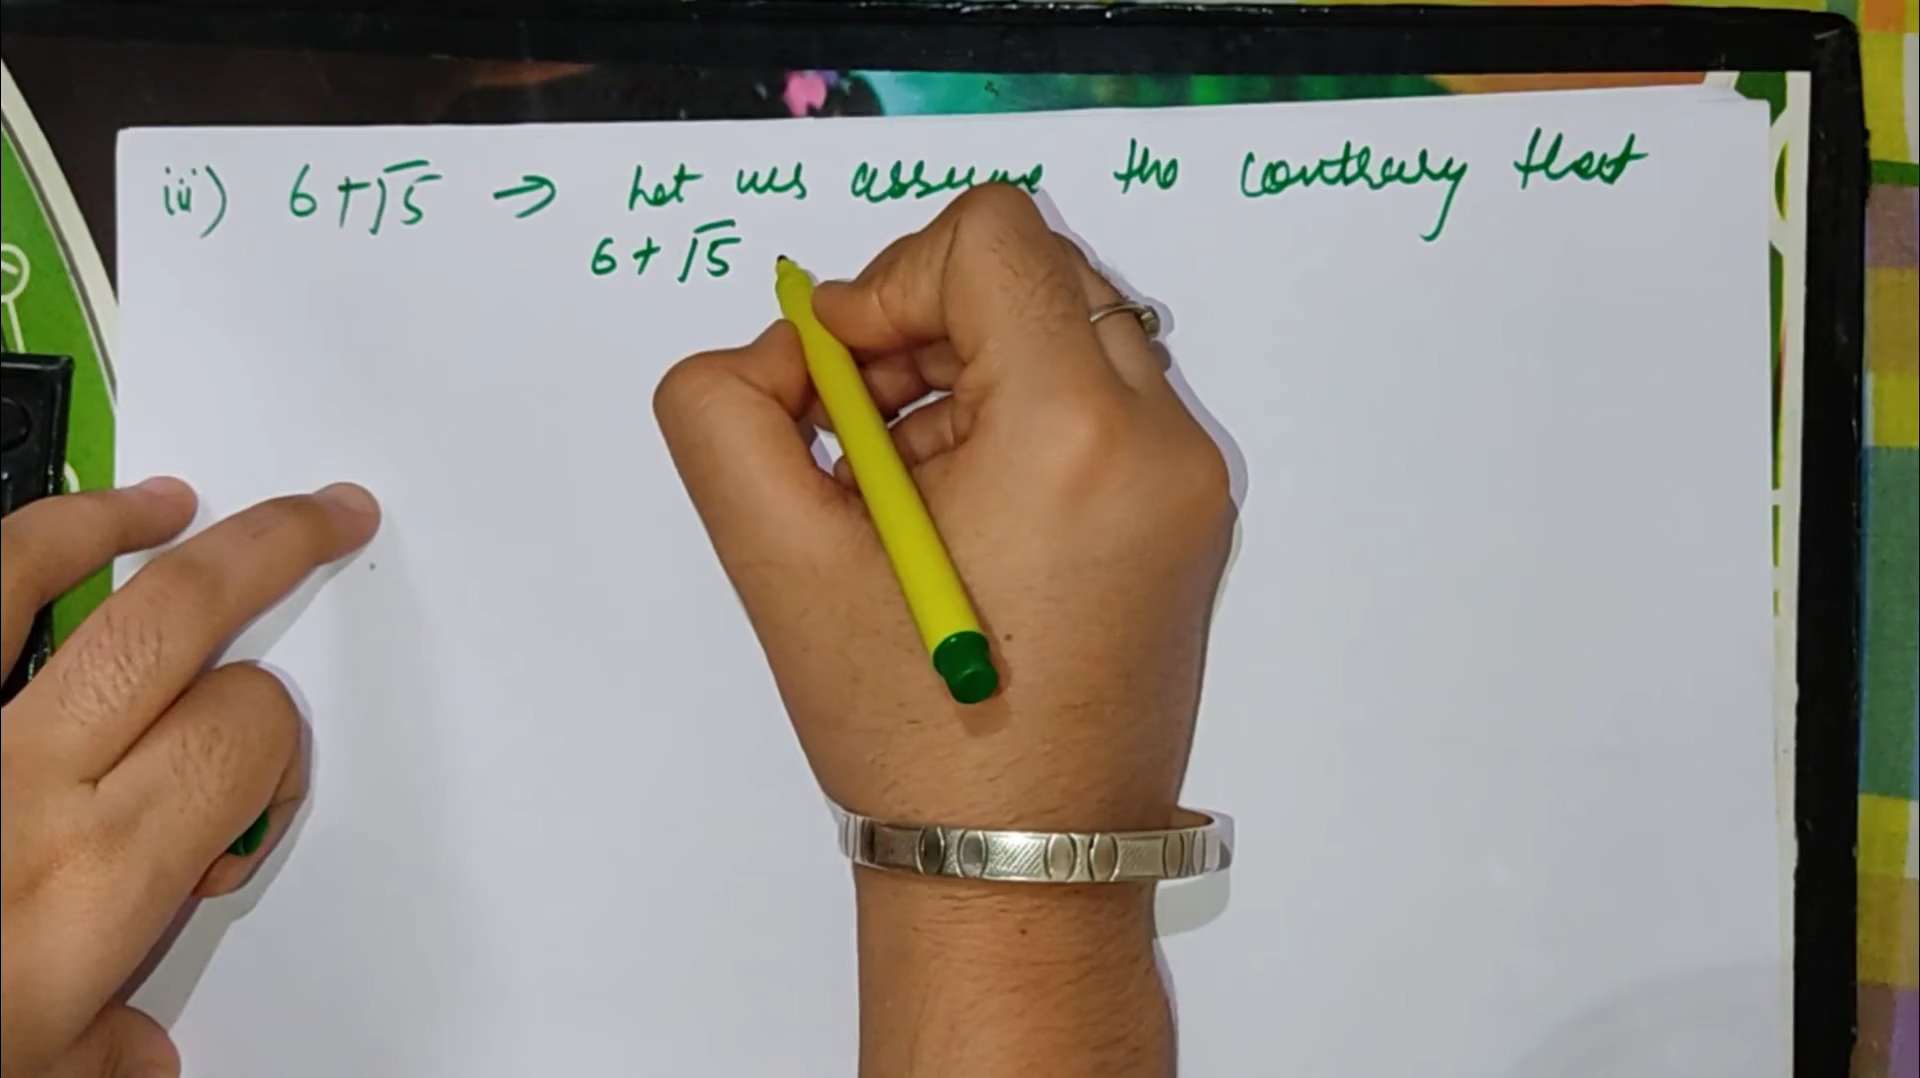 iii) 6+√5 → Let us assume the contrary that
6+√5